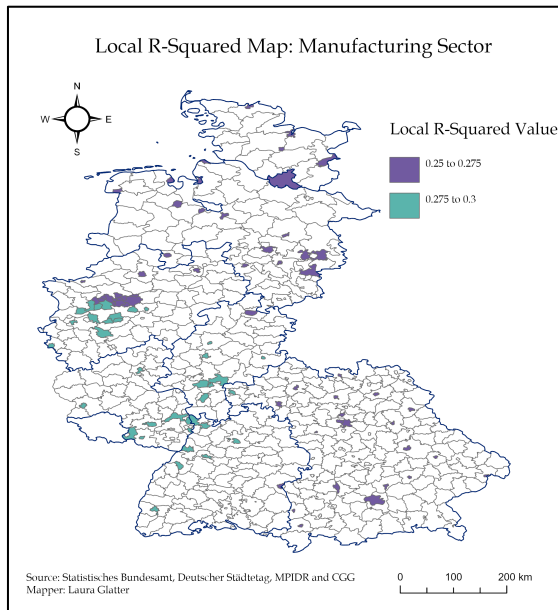 Local R-Squared Map: Manufacturing Sector
N
W E
S
Local R-Squared Value
0.25 to 0.275
0.275 to 0.3
Source: Statistisches Bundesamt, Deutscher Städtetag, MPIDR and CGG
Mapper: Laura Glatter
0 100 200 km